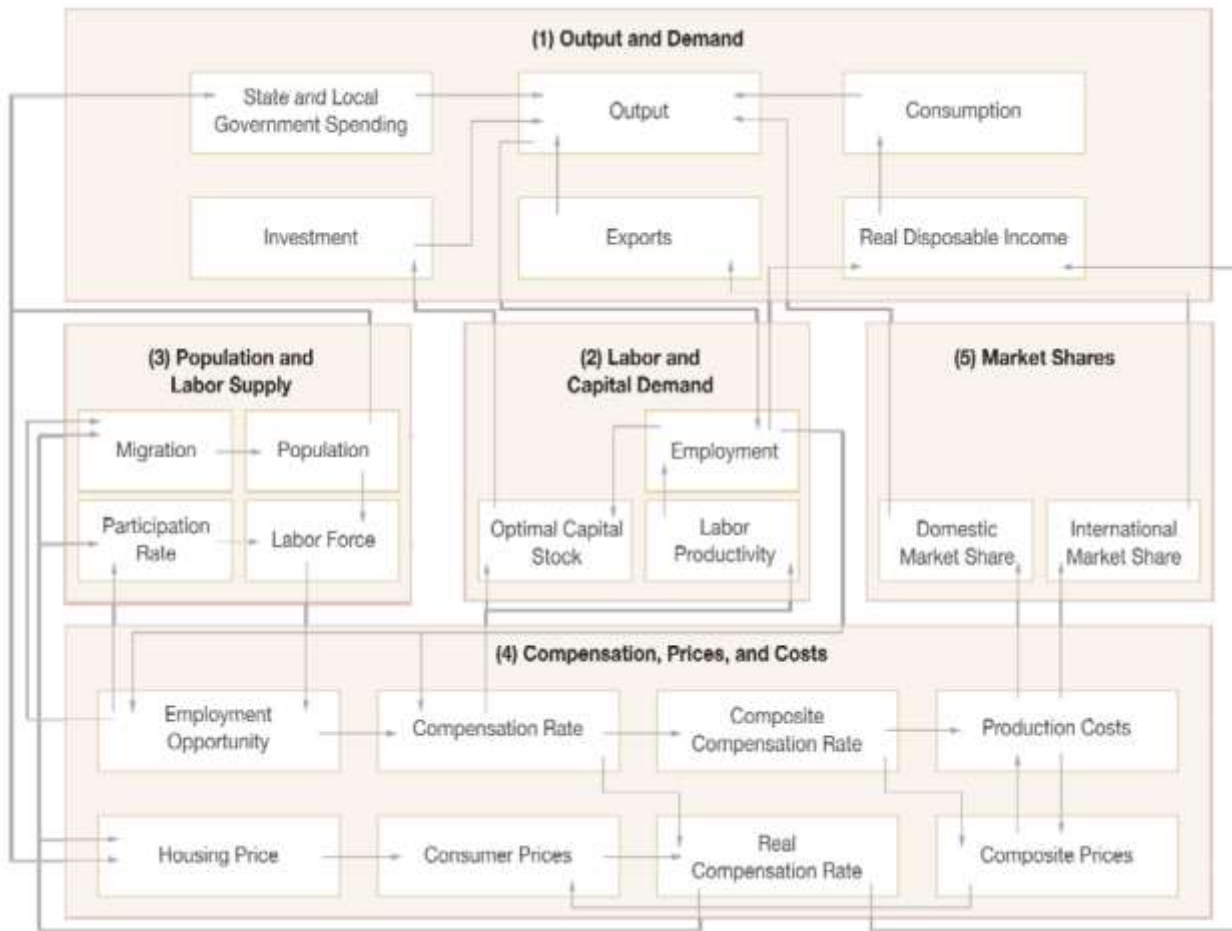 (1) Output and Demand
State and Local
Government Spending
Output
Consumption
Investment
Exports
Real Disposable Income
(3) Population and
Labor Supply
Migration
Population
Participation
Rate
Labor Force
(2) Labor and
Capital Demand
Employment
Optimal Capital
Stock
Labor
Productivity
(5) Market Shares
Domestic
Market Share
International
Market Share
(4) Compensation, Prices, and Costs
Employment
Opportunity
Compensation Rate
Composite
Compensation Rate
Production Costs
Housing Price
Consumer Prices
Real
Compensation Rate
Composite Prices